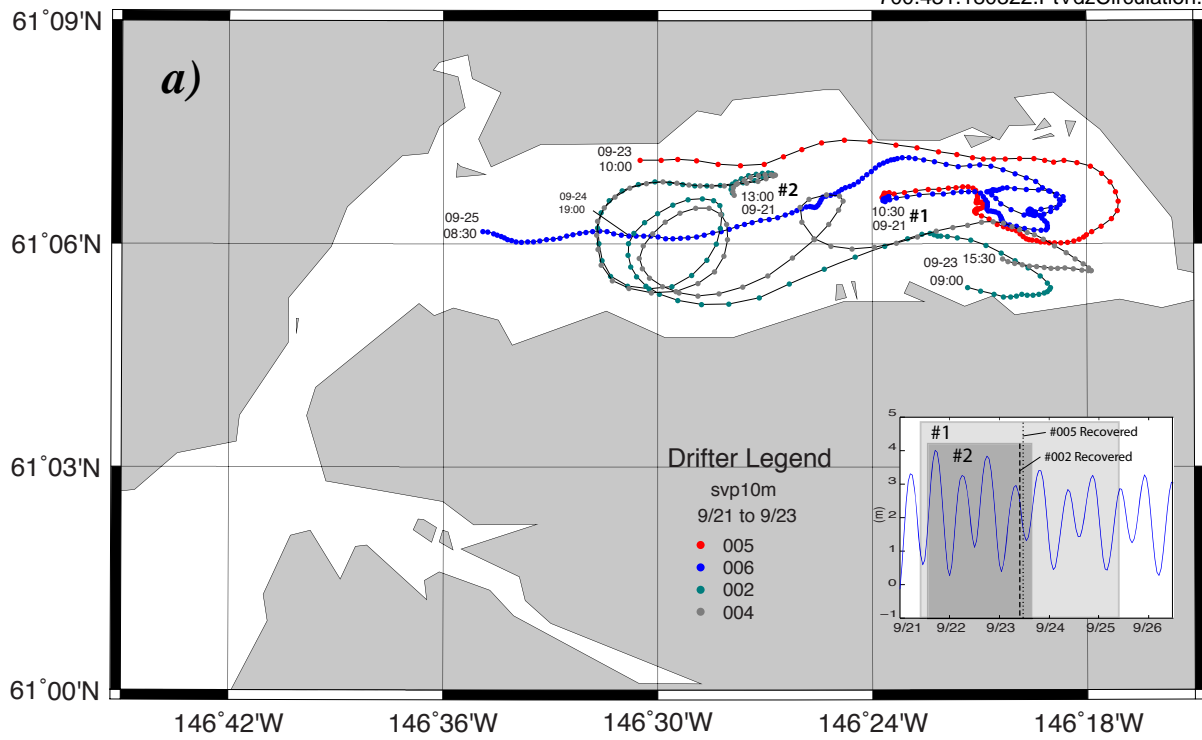 61°09'N
a)
09-23
10:00
#2
13:00
09-21
09-24
19:00
10:30
#1
09-21
09-25
08:30
61°06'N
09-23 15:30
09:00
61°03'N
Drifter Legend
svp10m
9/21 to 9/23
005
006
002
004
5
4
3
2
1
0
−1
(m)
#1
#2
#005 Recovered
#002 Recovered
9/21 9/22 9/23 9/24 9/25 9/26
61°00'N
146°42'W 146°36'W 146°30'W 146°24'W 146°18'W